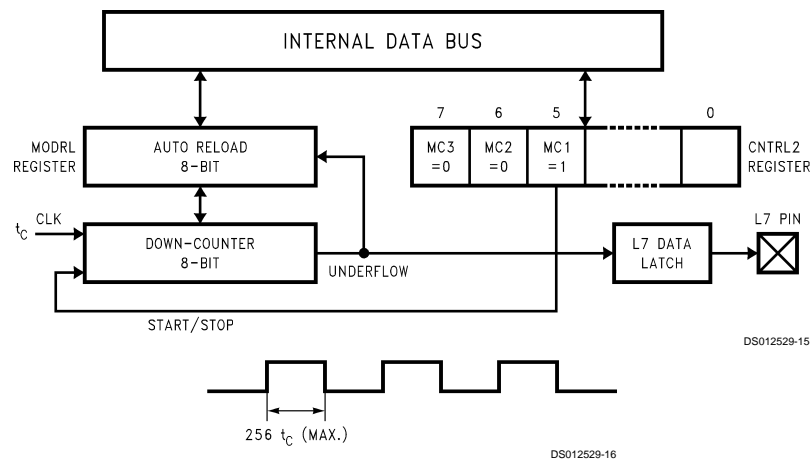 INTERNAL DATA BUS
7 6 5 0
MODRL
REGISTER
AUTO RELOAD
8-BIT
MC3
=0
MC2
=0
MC1
=1
CNTRL2
REGISTER
tC CLK
DOWN-COUNTER
8-BIT
UNDERFLOW
L7 DATA
LATCH
L7 PIN
START/STOP
DS012529-15
256 tC (MAX.)
DS012529-16